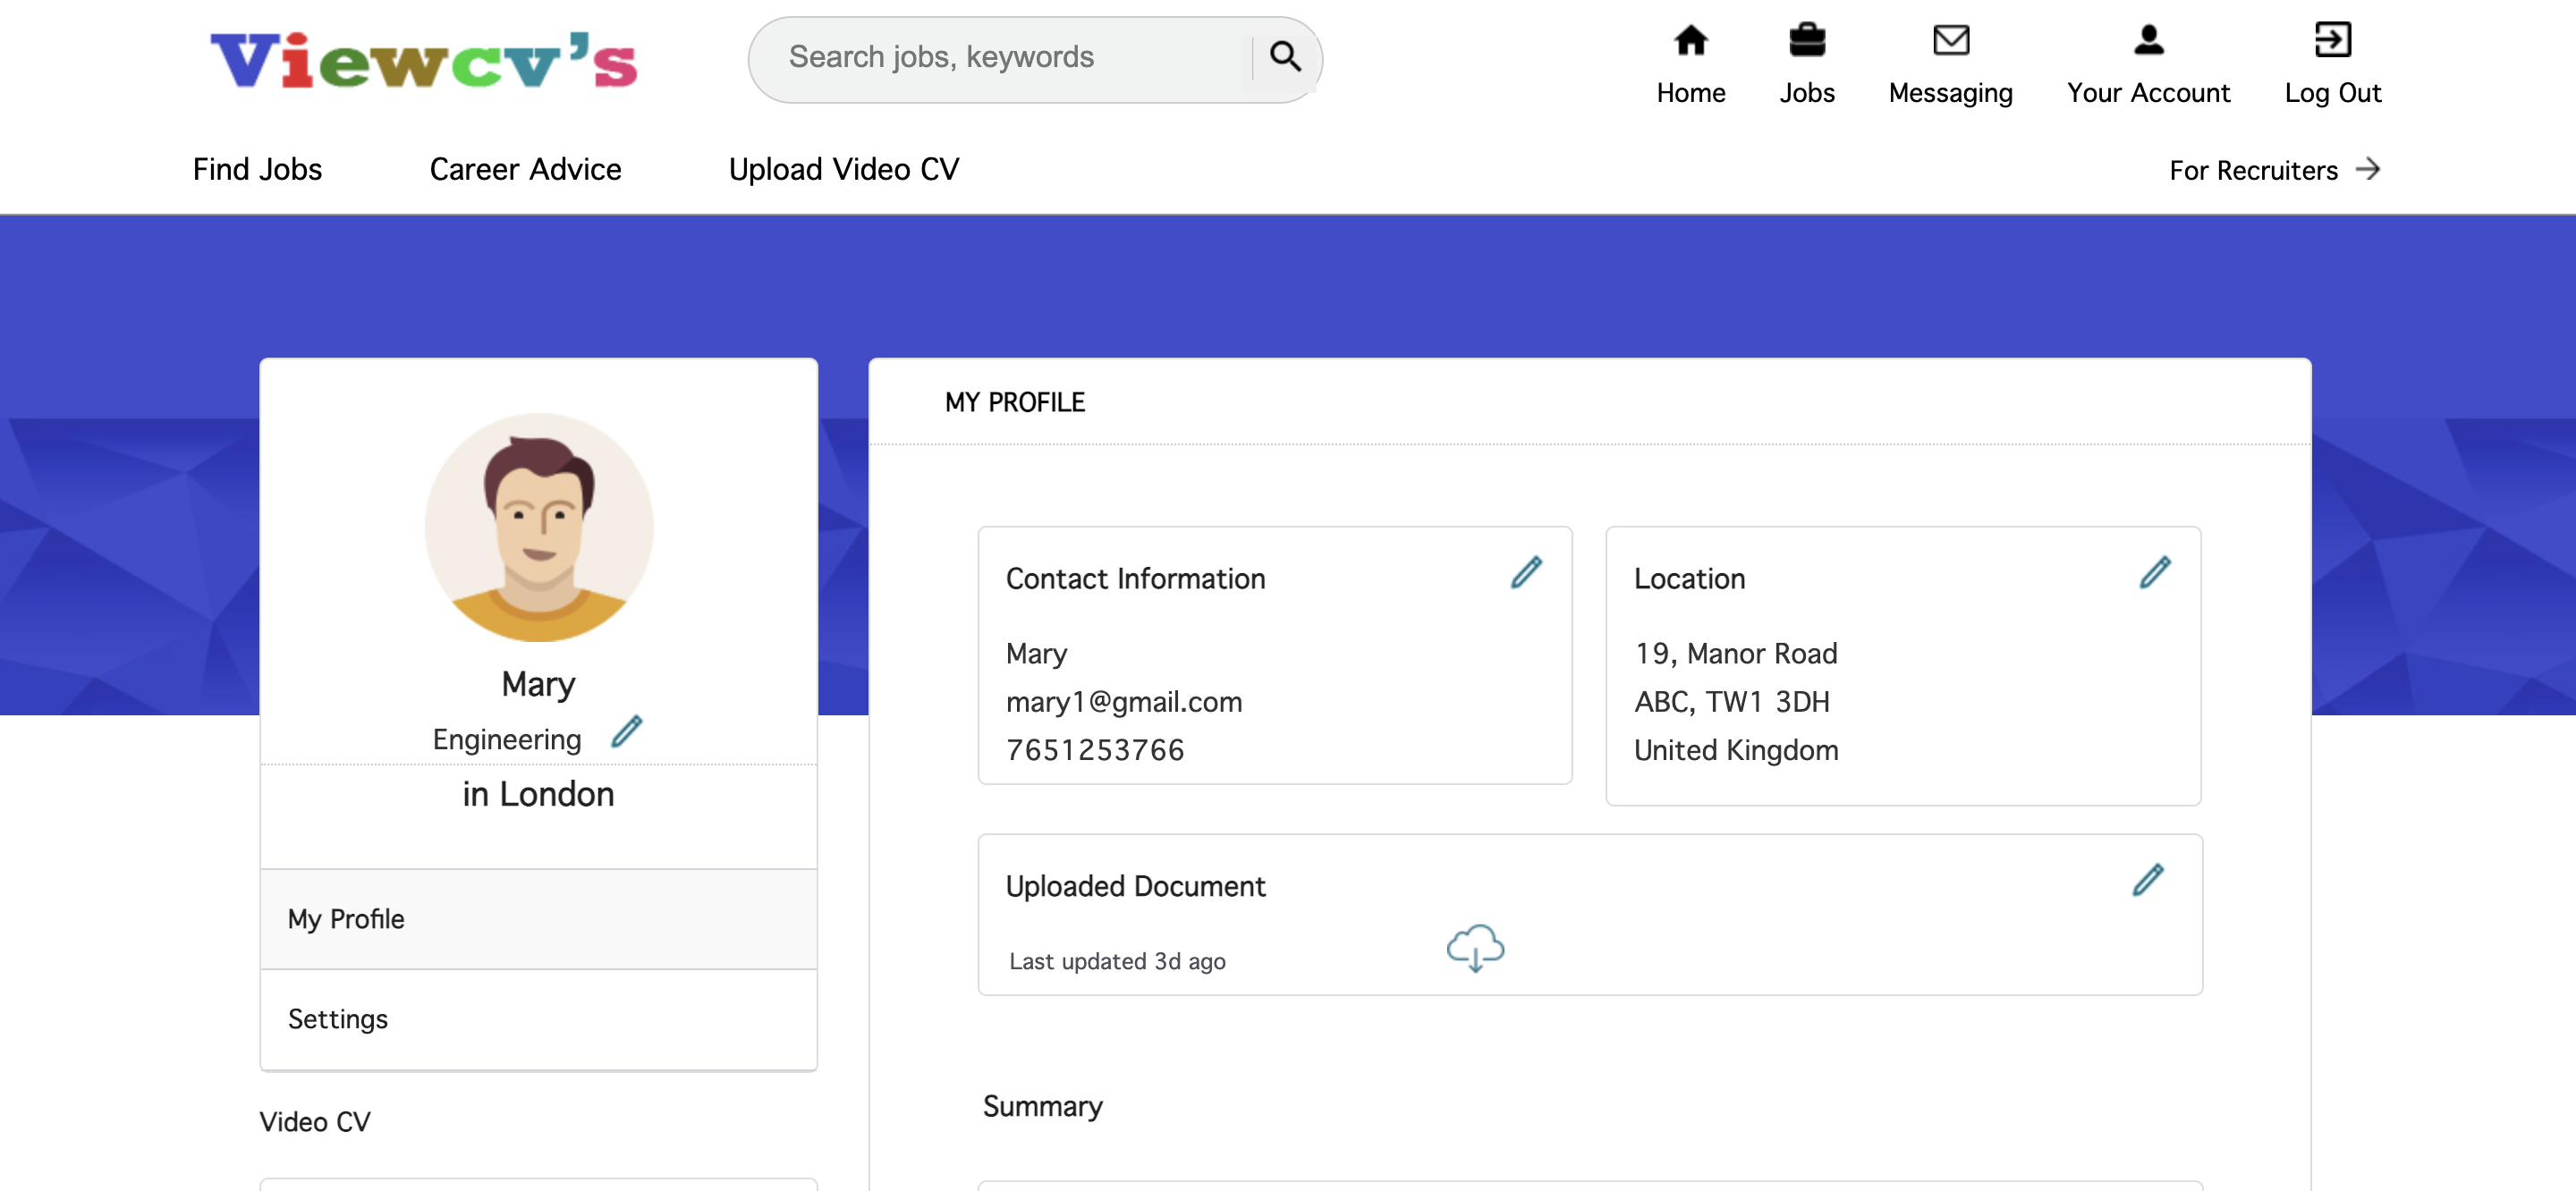 Viewcv's
Search jobs, keywords
Home
Jobs
Messaging
Your Account
Log Out
Find Jobs
Career Advice
Upload Video CV
For Recruiters
Mary
Engineering
in London
My Profile
Settings
Video CV
MY PROFILE
Contact Information
Mary
mary1@gmail.com
7651253766
Location
19, Manor Road
ABC, TW1 3DH
United Kingdom
Uploaded Document
Last updated 3d ago
Summary